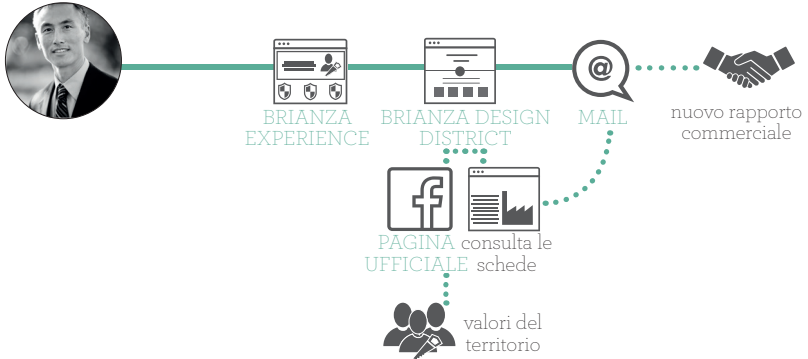 @
BRIANZA
EXPERIENCE
BRIANZA DESIGN
DISTRICT
MAIL
nuovo rapporto
commerciale
f
PAGINA
UFFICIALE
consulta le
schede
valori del
territorio